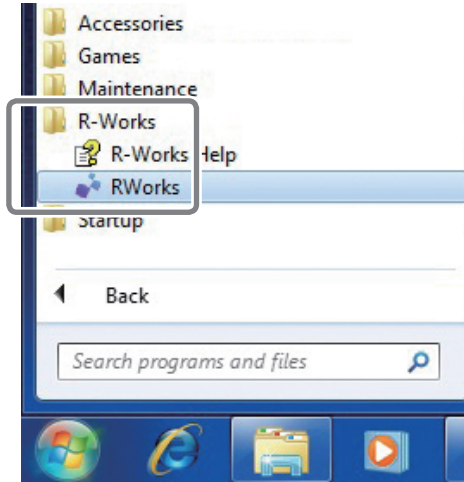 Accessories
Games
Maintenance
R-Works
R-Works Help
RWorks
Startup
Back
Search programs and files